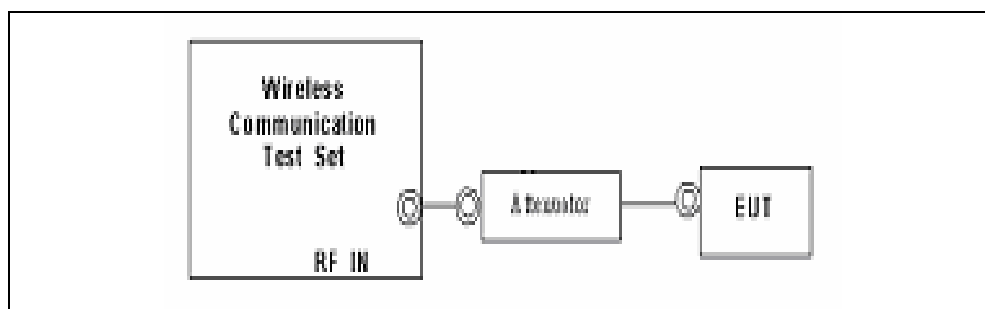 Wireless
Communication
Test Set
RF IN
Attenuator
EUT